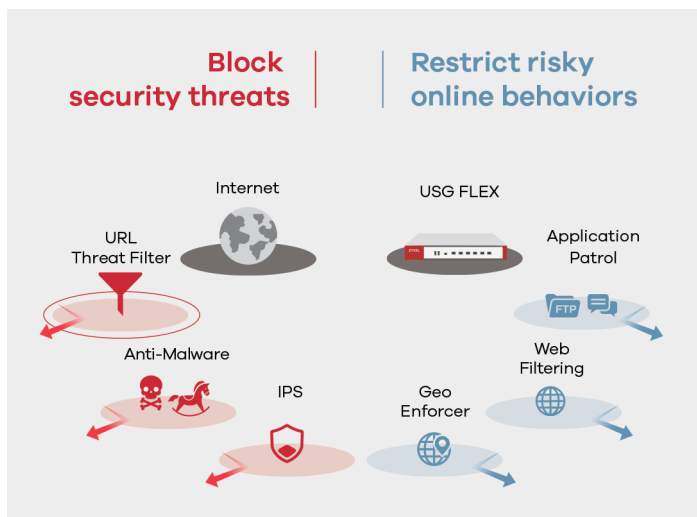 Block
security threats
Restrict risky
online behaviors
Internet
USG FLEX
URL
Threat Filter
Application
Patrol
FTP
Anti-Malware
Web
Filtering
IPS
Geo
Enforcer